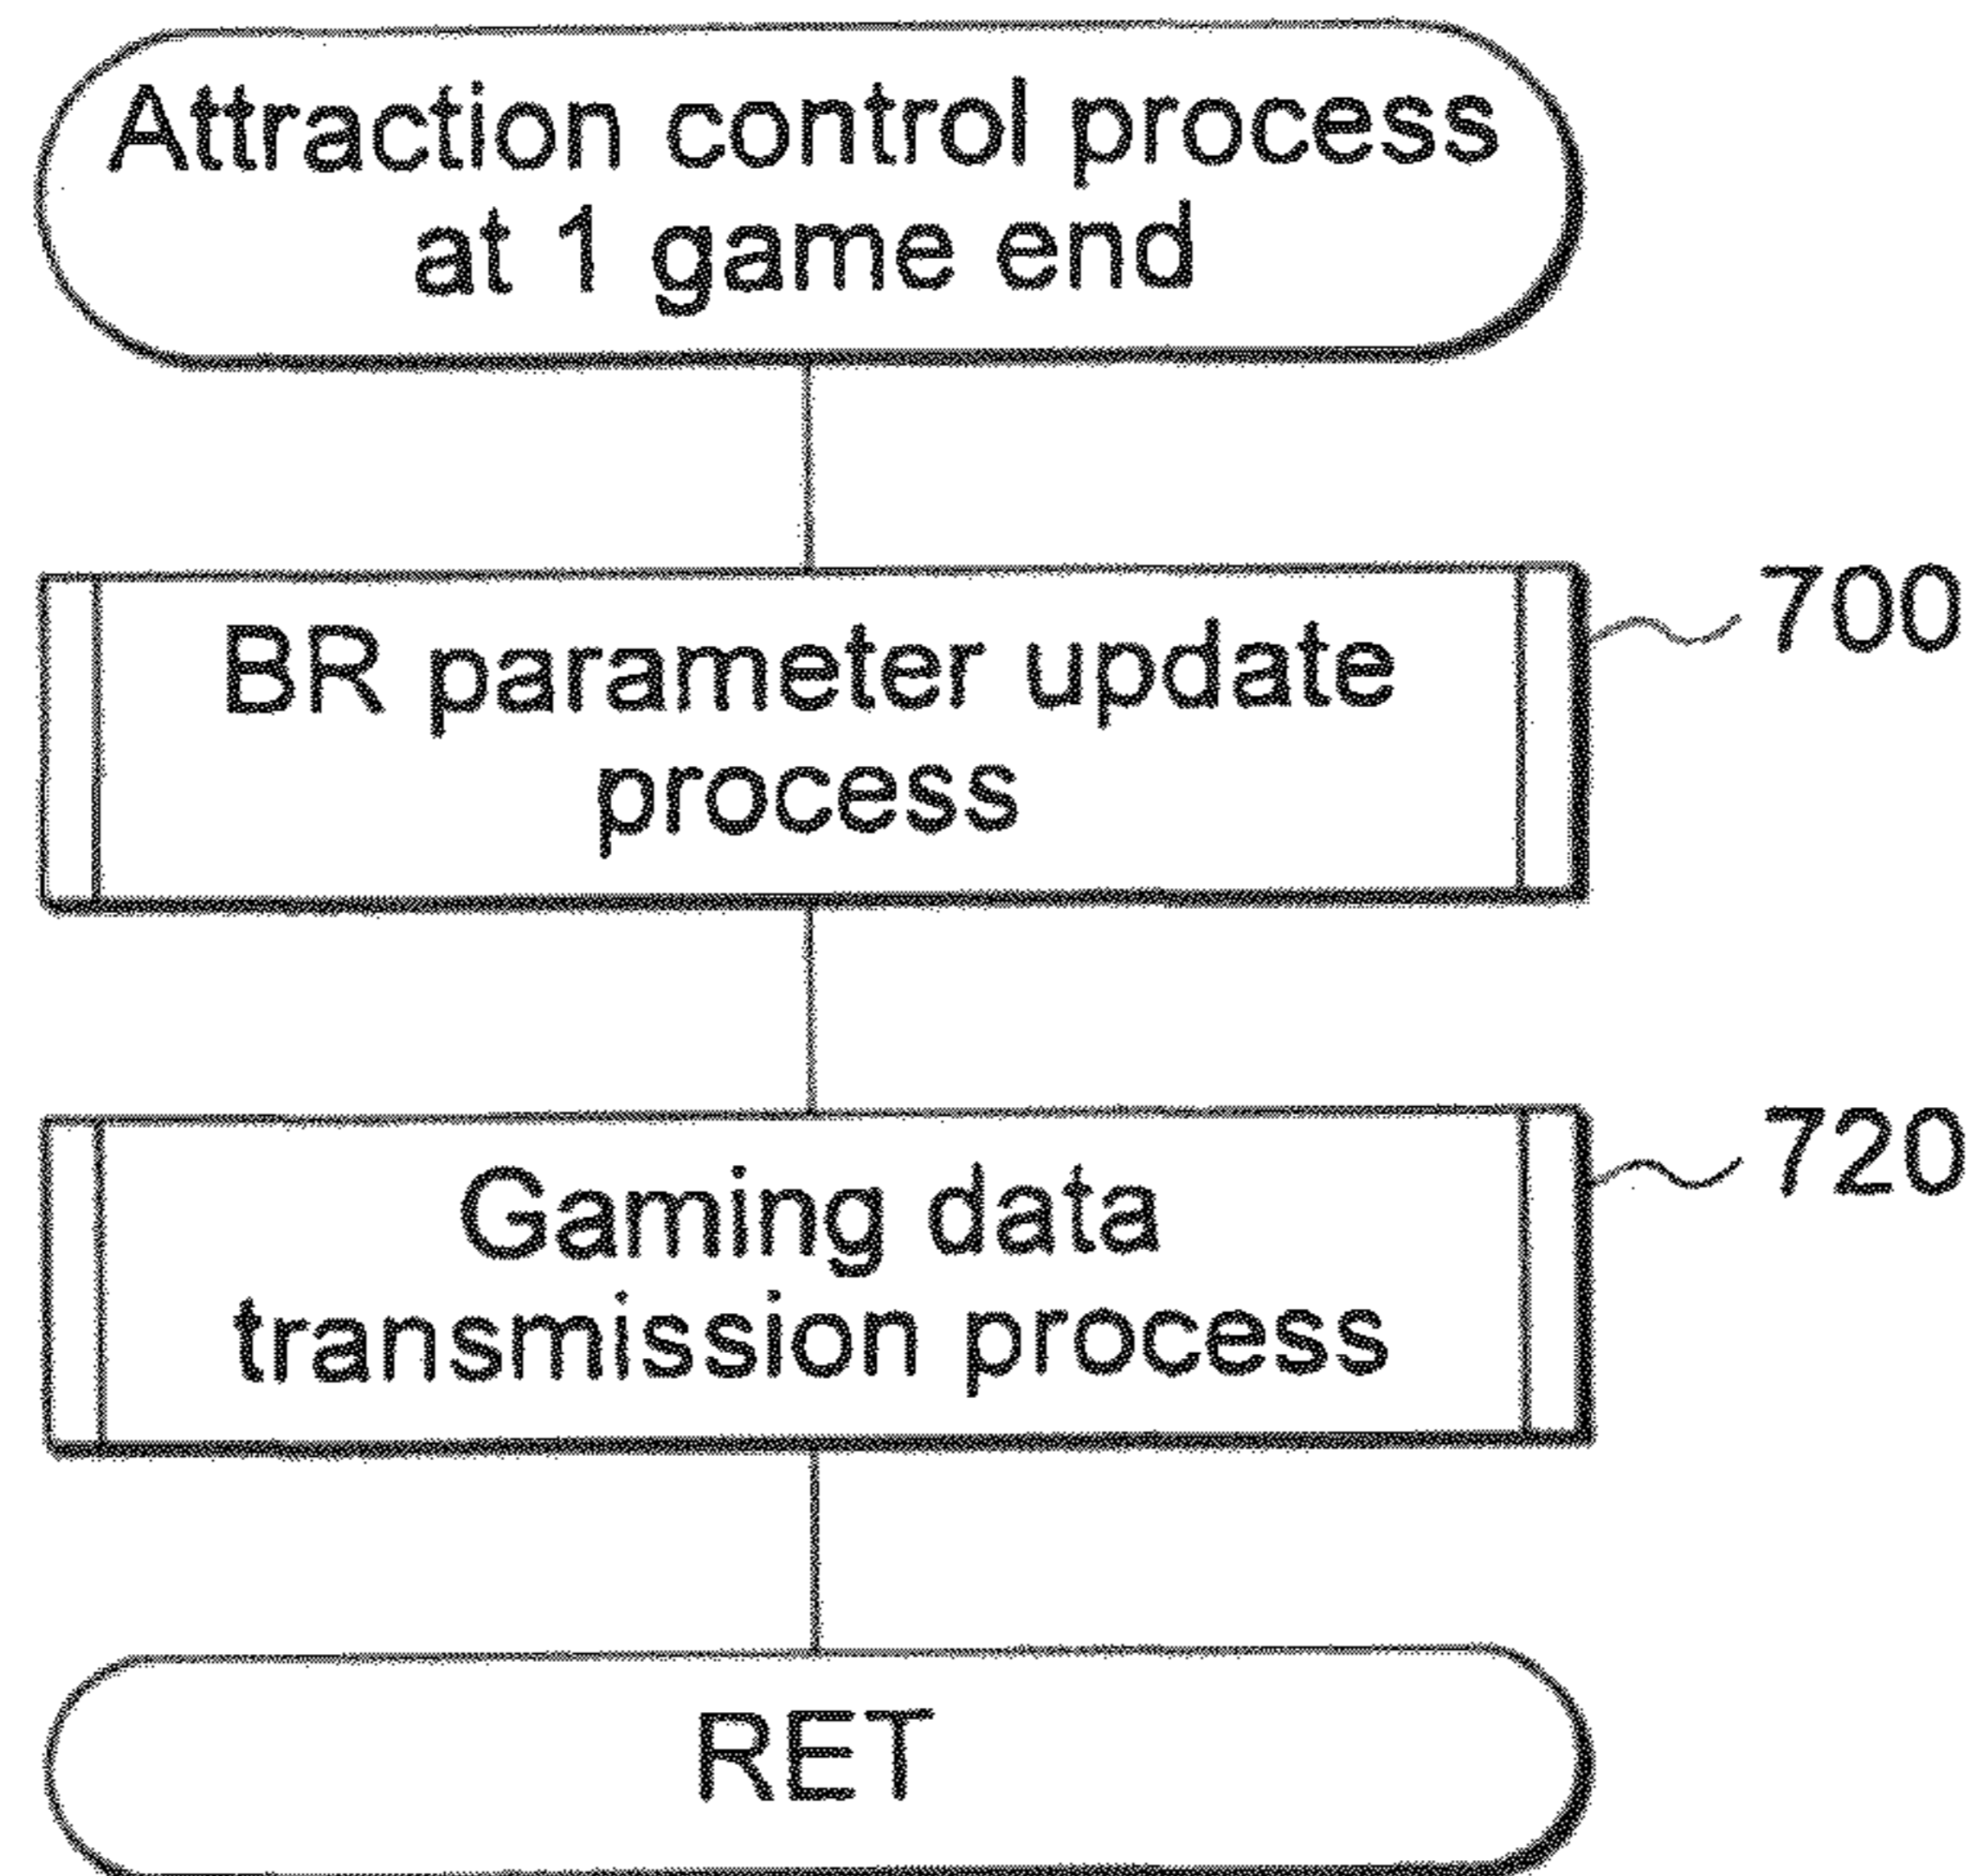 Attraction control process
at 1 game end
BR parameter update
process
700
Gaming data
transmission process
720
RET